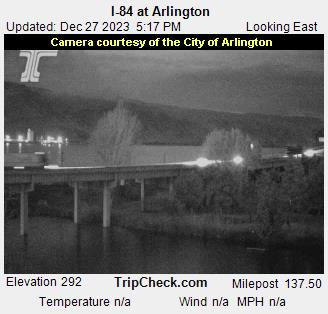 I-84 at Arlington
Updated: Dec 27 2023 5:17 PM Looking East
Camera courtesy of the City of Arlington
Elevation 292 TripCheck.com Milepost 137.50
Temperature n/a Wind n/a MPH n/a